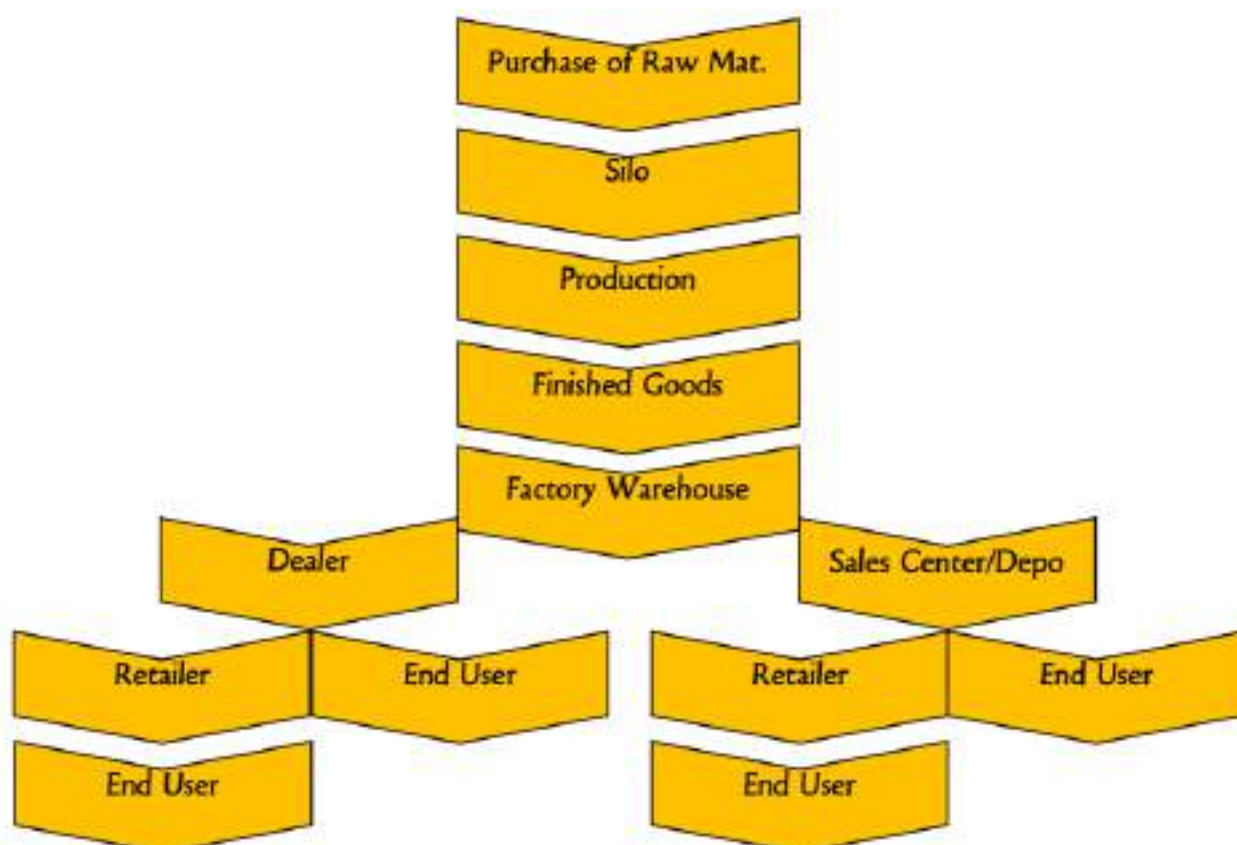 Purchase of Raw Mat.
Silo
Production
Finished Goods
Factory Warehouse
Dealer
Sales Center/Depo
Retailer
End User
Retailer
End User
End User
End User